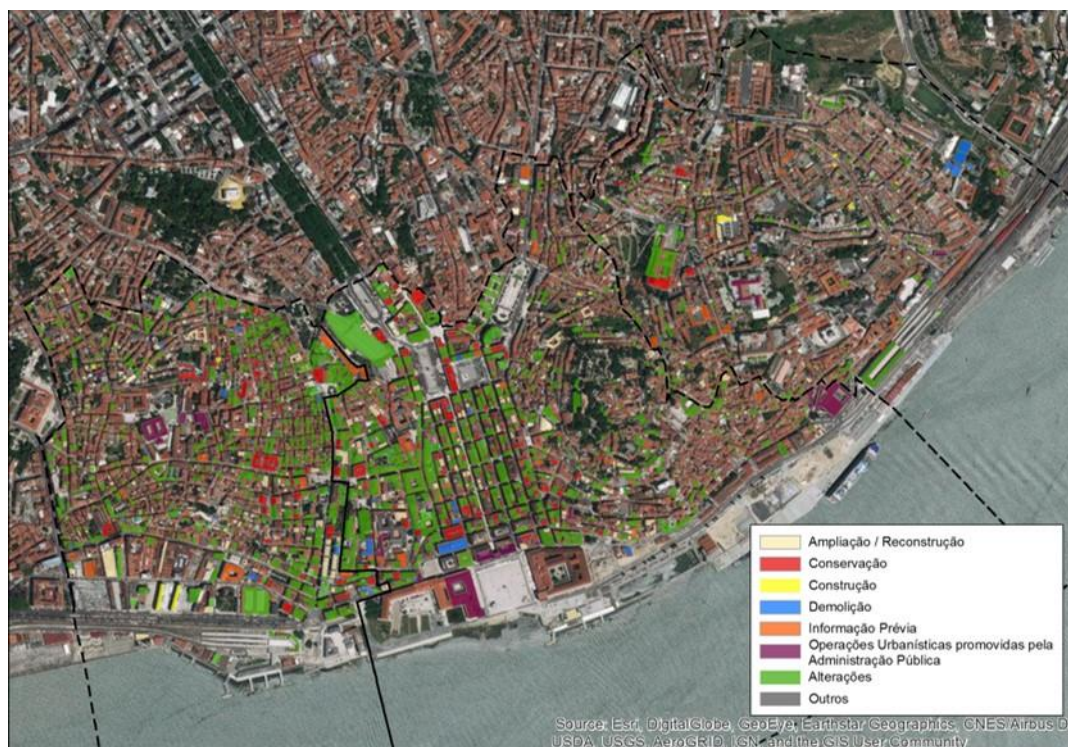 Ampliação / Reconstrução
Conservação
Construção
Demolição
Informação Prévia
Operações Urbanísticas promovidas pela
Administração Pública
Alterações
Outros
Source: Esri, DigitalGlobe, GeoEye, Earthstar Geographics, CNES/Airbus D
USDA, USGS, AeroGRID, IGN, and the GIS User Community